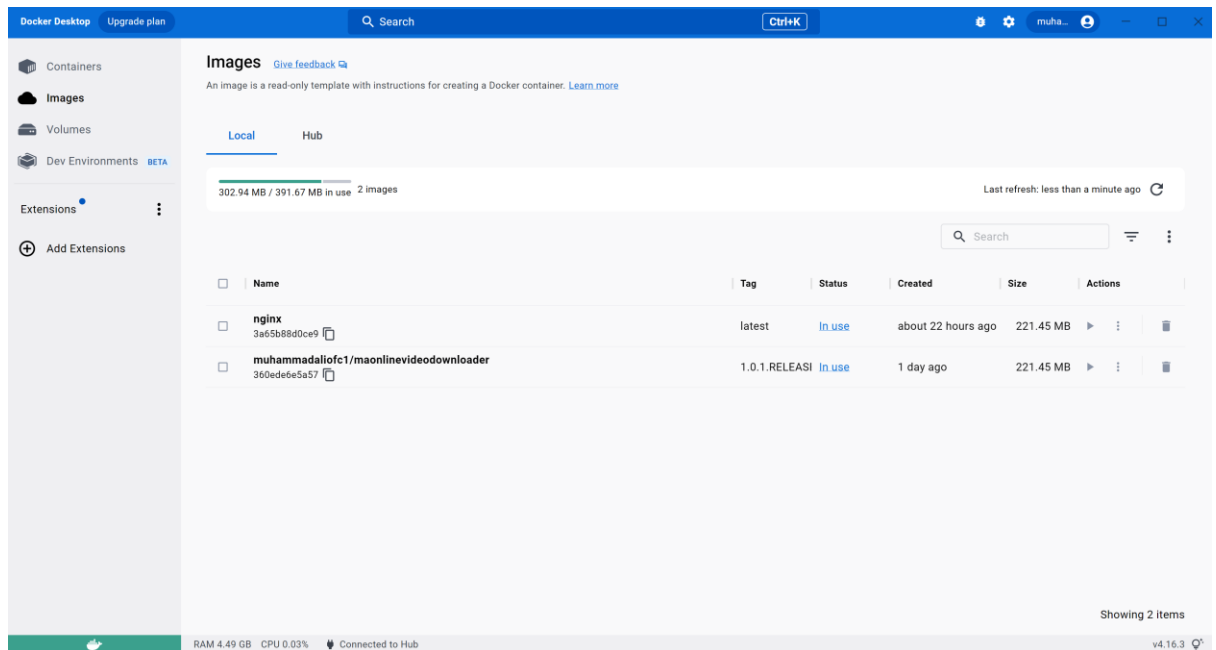 Docker Desktop Upgrade plan Search Ctrl+K muha...
Containers
Images
Volumes
Dev Environments BETA
Extensions
Add Extensions
Images Give feedback
An image is a read-only template with instructions for creating a Docker container. Learn more
Local Hub
302.94 MB / 391.67 MB in use 2 images Last refresh: less than a minute ago
Search
Name Tag Status Created Size Actions
nginx latest In use about 22 hours ago 221.45 MB
3a65b88d0ce9
muhammadaliofc1/maonlinevideodownloader 1.0.1.RELEASI In use 1 day ago 221.45 MB
360ede6e5a57
Showing 2 items
RAM 4.49 GB CPU 0.03% Connected to Hub v4.16.3